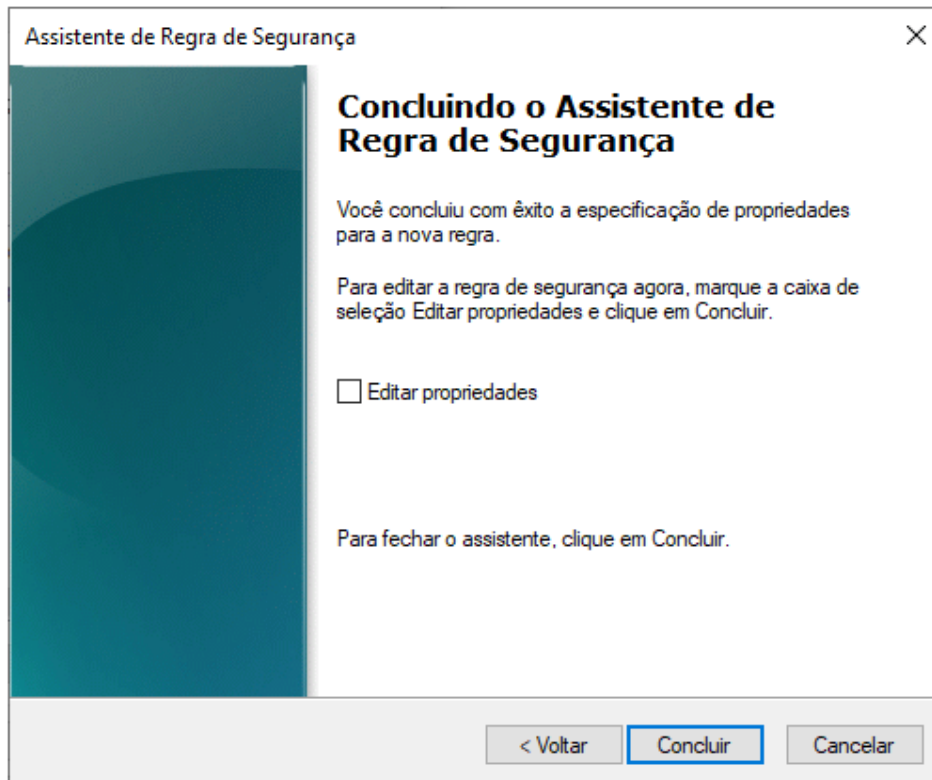 Assistente de Regra de Segurança
Concluindo o Assistente de
Regra de Segurança
Você concluiu com êxito a especificação de propriedades
para a nova regra.
Para editar a regra de segurança agora, marque a caixa de
seleção Editar propriedades e clique em Concluir.
Editar propriedades
Para fechar o assistente, clique em Concluir.
< Voltar
Concluir
Cancelar